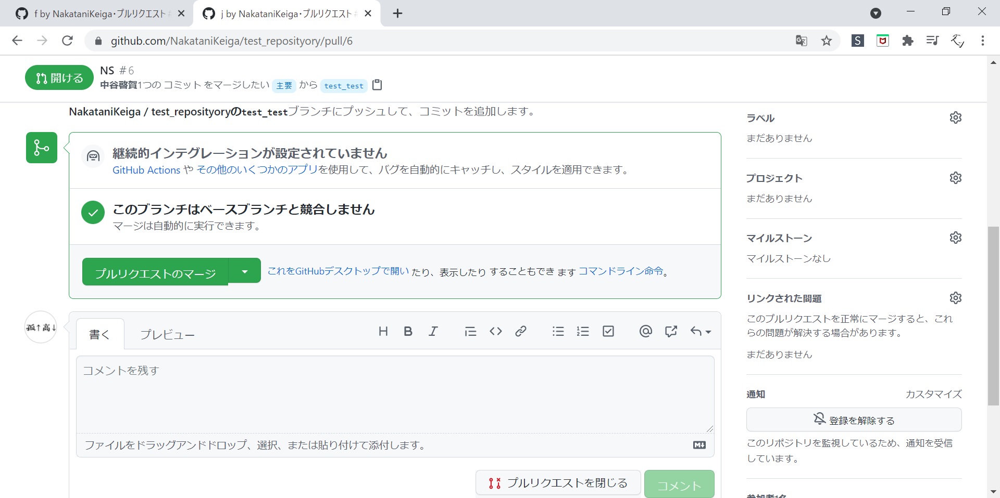 f by NakataniKeiga・プルリクエスト
j by NakataniKeiga・プルリクエスト
github.com/NakataniKeiga/test_reposityory/pull/6
開ける
NS #6
中谷啓賀1つの コミット をマージしたい 主要 から test_test
NakataniKeiga / test_reposityoryのtest_testブランチにプッシュして、コミットを追加します。
継続的インテグレーションが設定されていません
GitHub Actions や その他のいくつかのアプリを使用して、バグを自動的にキャッチし、スタイルを適用できます。
このブランチはベースブランチと競合しません
マージは自動的に実行できます。
プルリクエストのマージ
これをGitHubデスクトップで開い たり、表示したり することもでき ます コマンドライン命令。
孤↑高↓
書く
プレビュー
コメントを残す
ファイルをドラッグアンドドロップ、選択、または貼り付けて添付します。
プルリクエストを閉じる
コメント
ラベル
まだありません
プロジェクト
まだありません
マイルストーン
マイルストーンなし
リンクされた問題
このプルリクエストを正常にマージすると、これ
らの問題が解決する場合があります。
まだありません
通知
カスタマイズ
登録を解除する
このリポジトリを監視しているため、通知を受信
しています。
参加者1名